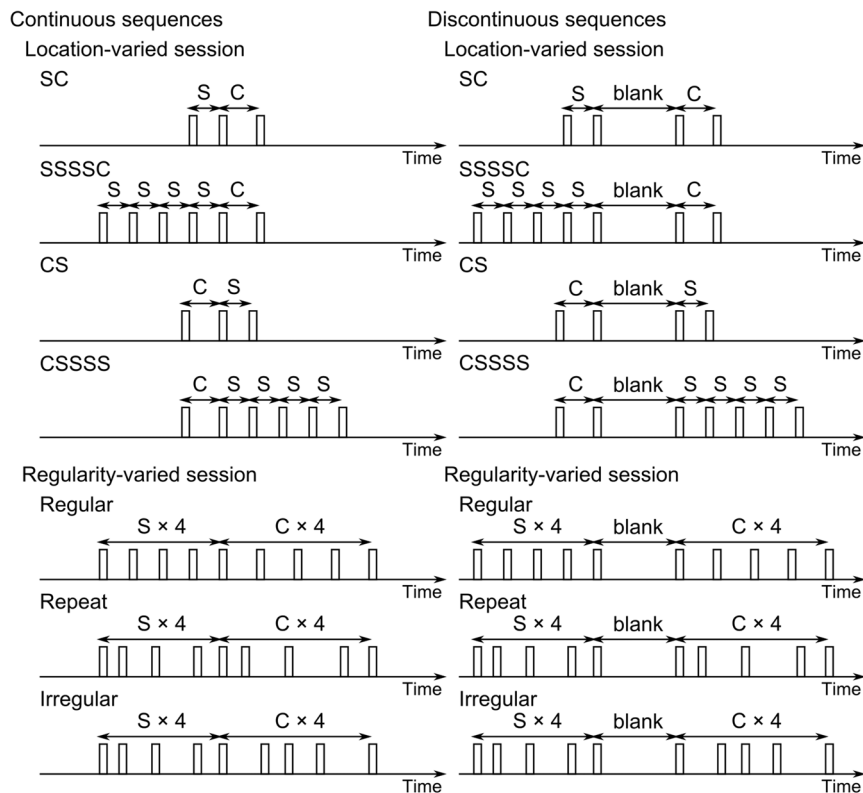 Continuous sequences
Location-varied session
SC
S C
Time
SSSSC
S S S S C
Time
CS
C S
Time
CSSSS
C S S S S
Time
Regularity-varied session
Regular
S × 4 C × 4
Time
Repeat
S × 4 C × 4
Time
Irregular
S × 4 C × 4
Time
Discontinuous sequences
Location-varied session
SC
S blank C
Time
SSSSC
S S S S blank C
Time
CS
C blank S
Time
CSSSS
C blank S S S S
Time
Regularity-varied session
Regular
S × 4 blank C × 4
Time
Repeat
S × 4 blank C × 4
Time
Irregular
S × 4 blank C × 4
Time